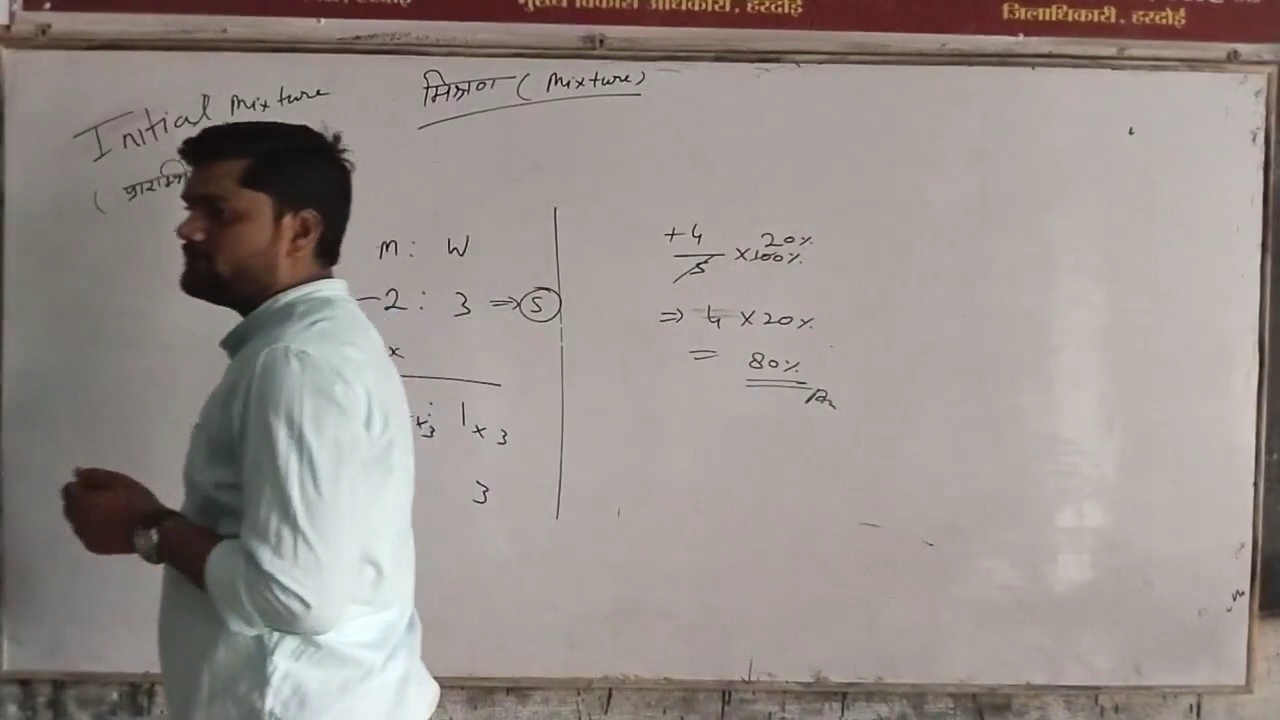 मुख्य विकास अधिकारी, हरदोई
जिलाधिकारी, हरदोई
मिश्रण ( Mixture )
Initial Mixture
( प्रारम्भि
M : W
-2 : 3 ⇒ 5
x
×3 : 1 ×3
3
+4/5 ×100% 20%
⇒ 4 ×20%
= 80%